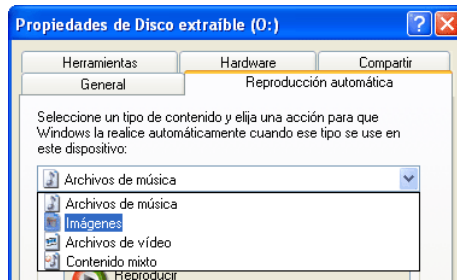 Propiedades de Disco extraíble (O:)
Herramientas Hardware Compartir
General Reproducción automática
Seleccione un tipo de contenido y elija una acción para que
Windows la realice automáticamente cuando ese tipo se use en
este dispositivo:
Archivos de música
Archivos de música
Imágenes
Archivos de vídeo
Contenido mixto
Reproducir